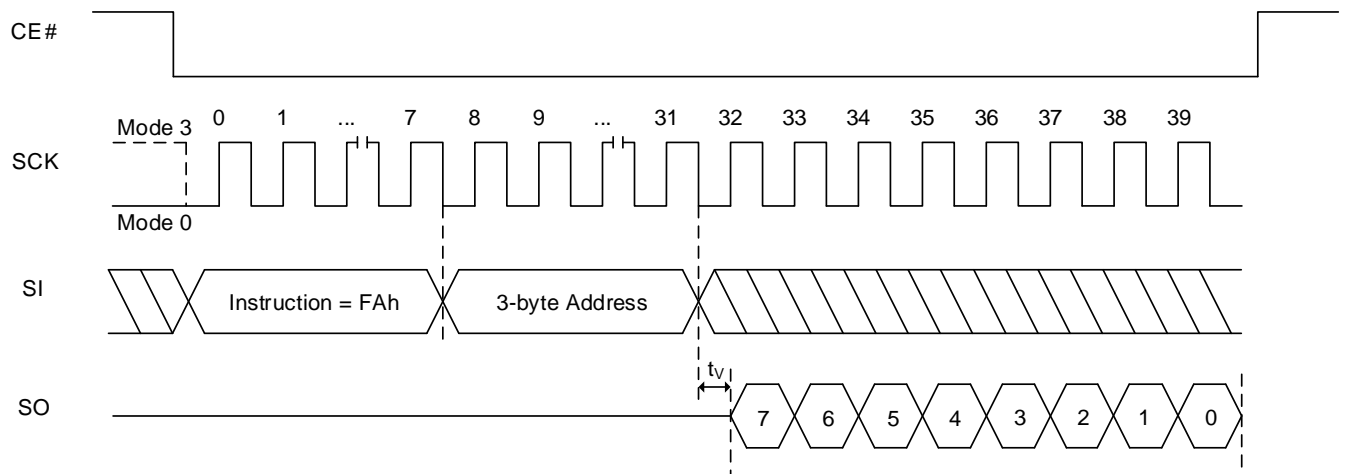 CE#
Mode 3 0 1 ... 7 8 9 ... 31 32 33 34 35 36 37 38 39
SCK
Mode 0
SI Instruction = FAh 3-byte Address
tV
SO 7 6 5 4 3 2 1 0